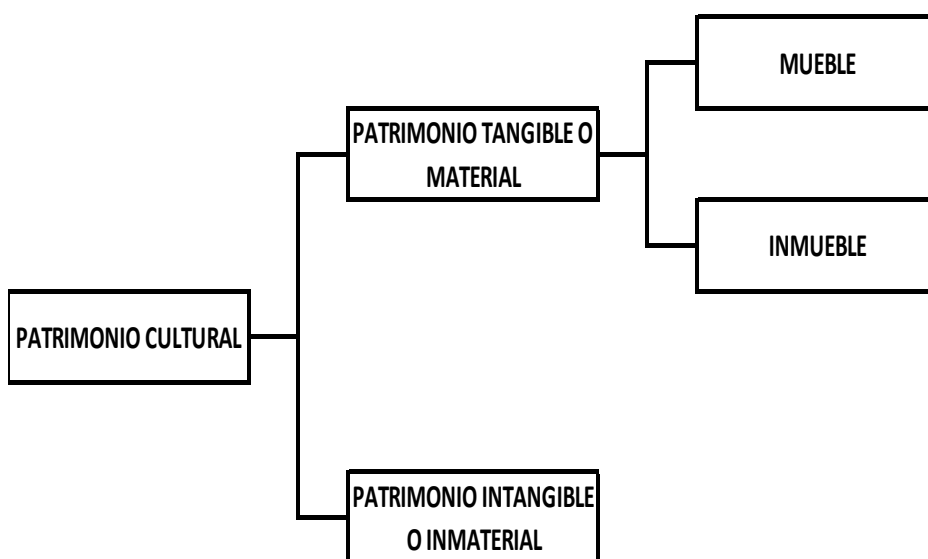 MUEBLE
PATRIMONIO TANGIBLE O
MATERIAL
INMUEBLE
PATRIMONIO CULTURAL
PATRIMONIO INTANGIBLE
O INMATERIAL